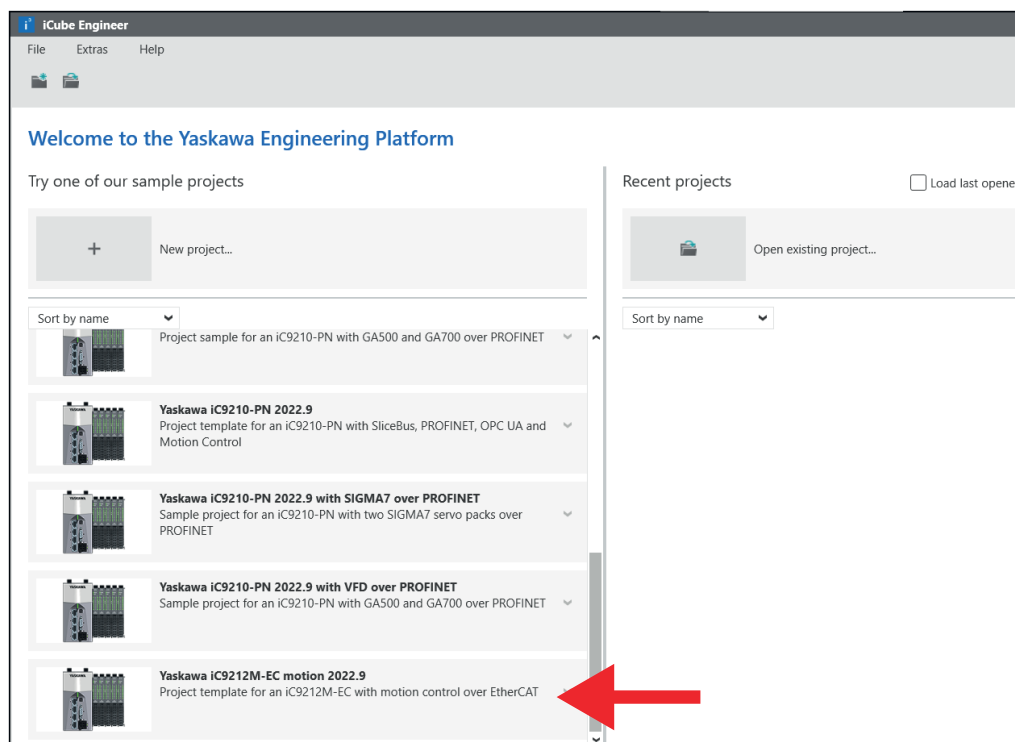 iCube Engineer
File Extras Help
Welcome to the Yaskawa Engineering Platform
Try one of our sample projects
New project...
Sort by name
Project sample for an iC9210-PN with GA500 and GA700 over PROFINET
Yaskawa iC9210-PN 2022.9
Project template for an iC9210-PN with SliceBus, PROFINET, OPC UA and
Motion Control
Yaskawa iC9210-PN 2022.9 with SIGMA7 over PROFINET
Sample project for an iC9210-PN with two SIGMA7 servo packs over
PROFINET
Yaskawa iC9210-PN 2022.9 with VFD over PROFINET
Sample project for an iC9210-PN with GA500 and GA700 over PROFINET
Yaskawa iC9212M-EC motion 2022.9
Project template for an iC9212M-EC with motion control over EtherCAT
Recent projects
Load last opene
Open existing project...
Sort by name